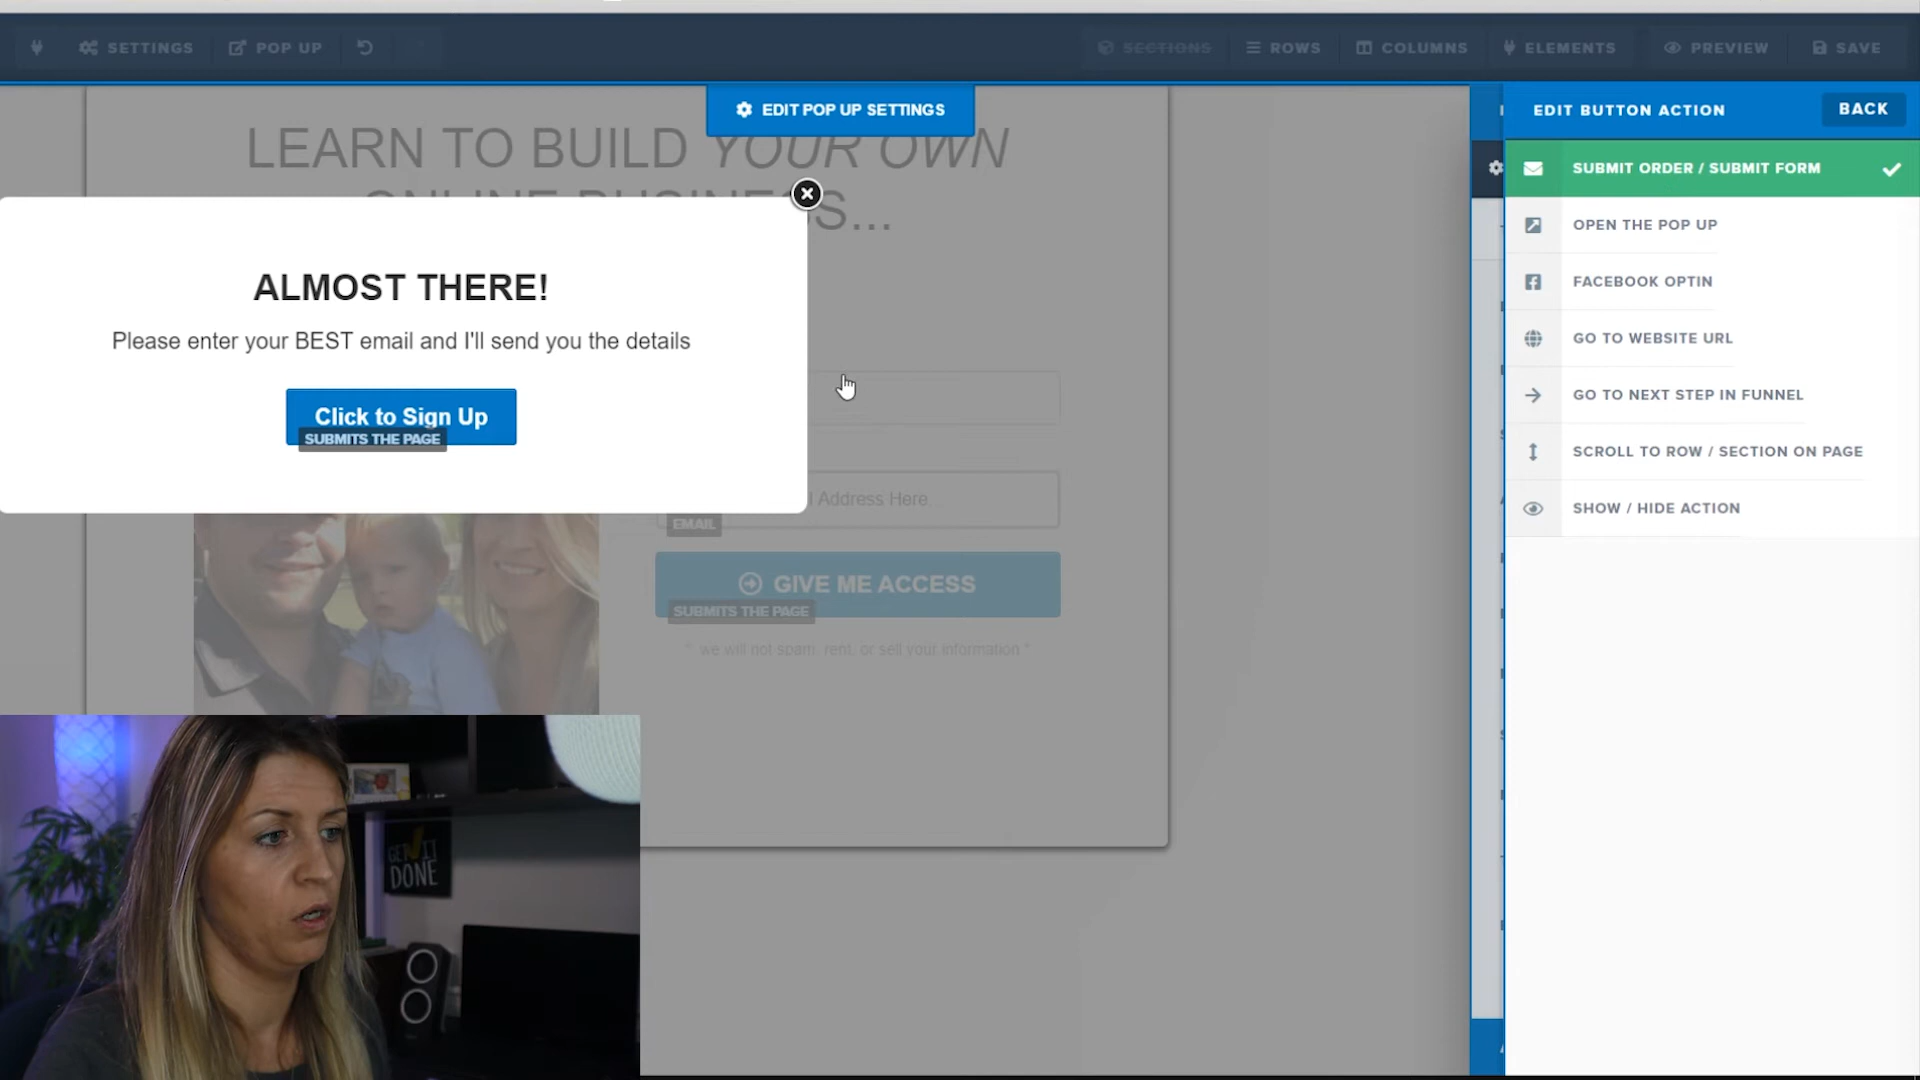 SETTINGS
POP UP
SECTIONS
ROWS
COLUMNS
ELEMENTS
PREVIEW
SAVE
EDIT POP UP SETTINGS
LEARN TO BUILD YOUR OWN
ONLINE BUSINESS...
ALMOST THERE!
Please enter your BEST email and I'll send you the details
Click to Sign Up
SUBMITS THE PAGE
Address Here.
EMAIL
GIVE ME ACCESS
SUBMITS THE PAGE
* we will not spam, rent, or sell your information *
EDIT BUTTON ACTION
BACK
SUBMIT ORDER / SUBMIT FORM
OPEN THE POP UP
FACEBOOK OPTIN
GO TO WEBSITE URL
GO TO NEXT STEP IN FUNNEL
SCROLL TO ROW / SECTION ON PAGE
SHOW / HIDE ACTION
GET IT
DONE